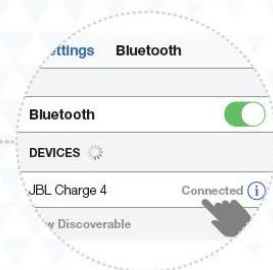 Bluetooth
Bluetooth
DEVICES
JBL Charge 4 Connected i
Discoverable